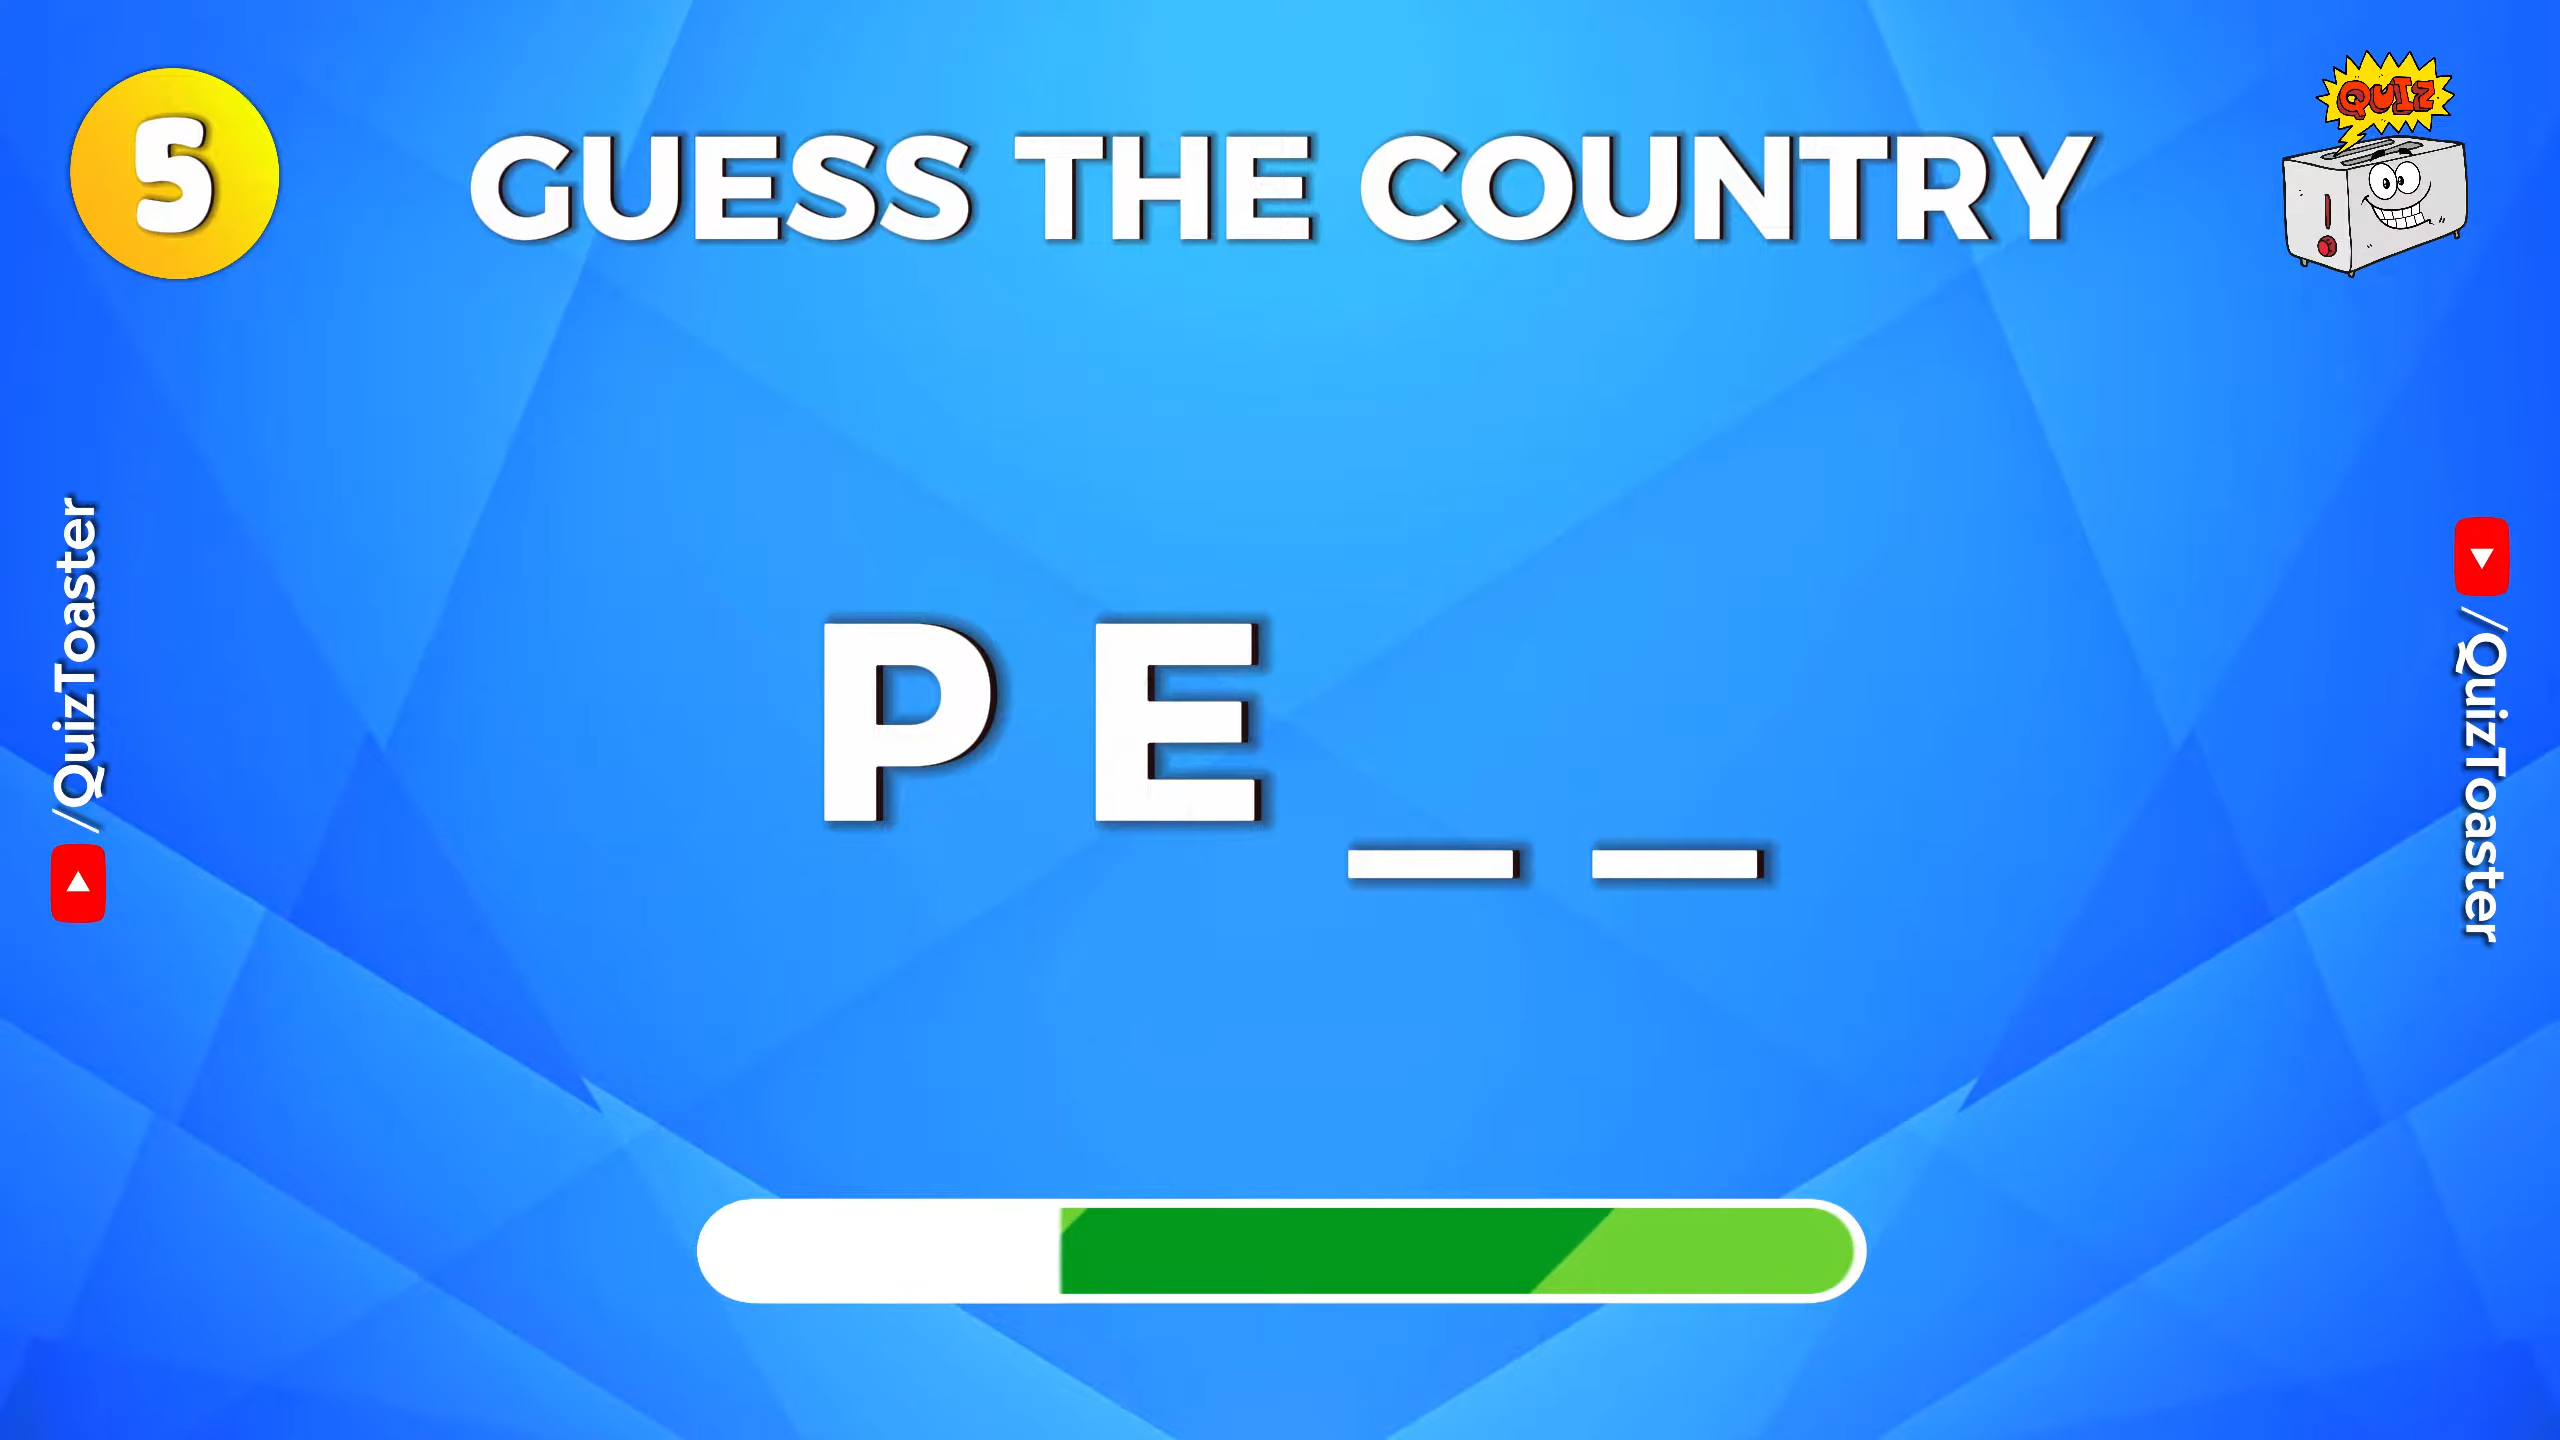 5
GUESS THE COUNTRY
QUIZ
/QuizToaster
P E _ _
/QuizToaster